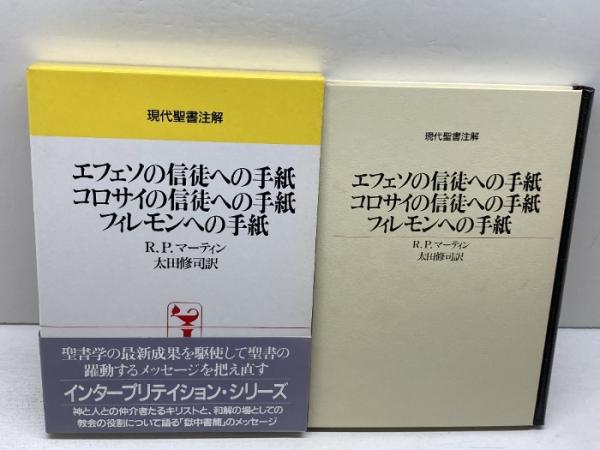 現代聖書注解
エフェソの信徒への手紙
コロサイの信徒への手紙
フィレモンへの手紙
R.P.マーティン
太田修司訳
聖書学の最新成果を駆使して聖書の
躍動するメッセージを把え直す
インタープリテイション・シリーズ
神と人との仲介者たるキリストと、和解の場としての
教会の役割について語る「獄中書簡」のメッセージ
現代聖書注解
エフェソの信徒への手紙
コロサイの信徒への手紙
フィレモンへの手紙
R.P.マーティン
太田修司訳